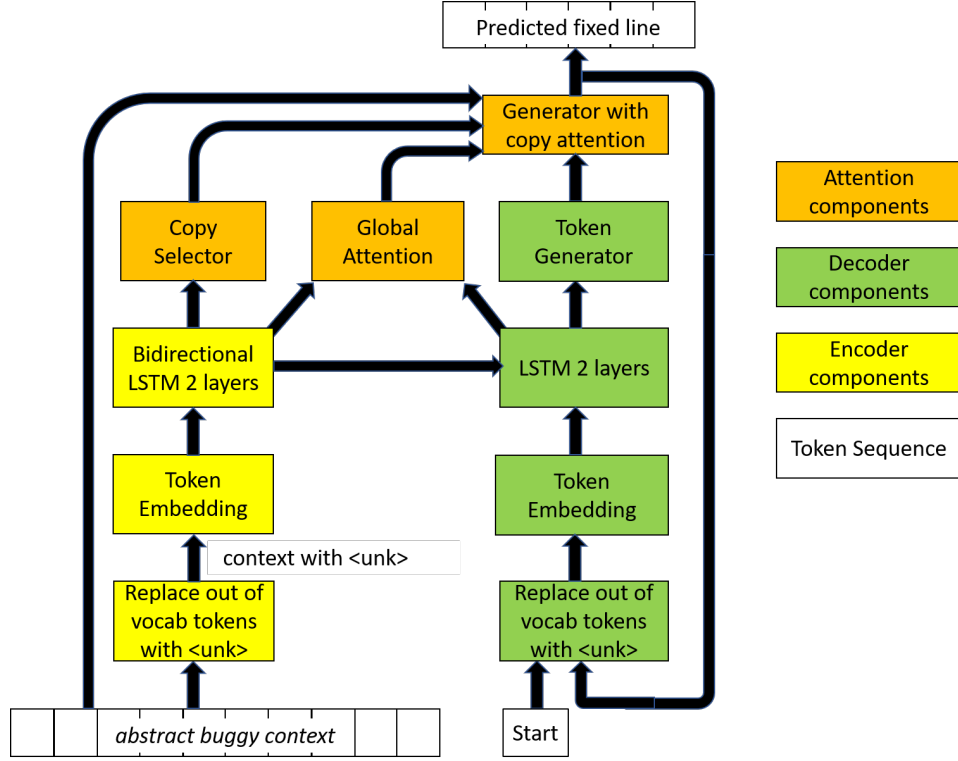 Predicted fixed line
Generator with
copy attention
Attention
components
Copy
Selector
Global
Attention
Token
Generator
Decoder
components
Bidirectional
LSTM 2 layers
LSTM 2 layers
Encoder
components
Token Sequence
Token
Embedding
Token
Embedding
context with <unk>
Replace out of
vocab tokens
with <unk>
Replace out of
vocab tokens
with <unk>
abstract buggy context
Start